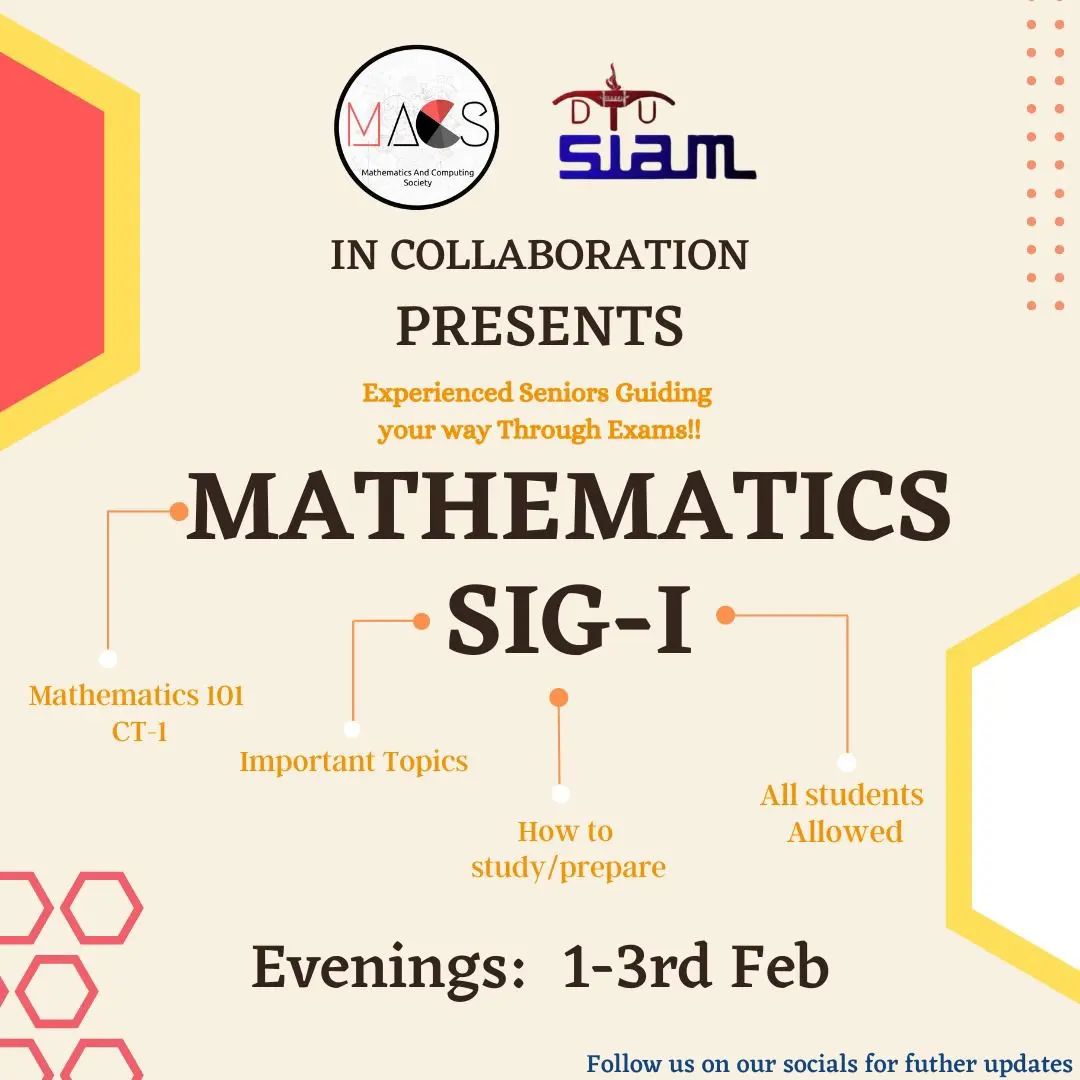 MACS
Mathematics And Computing
Society
DTU
siam
IN COLLABORATION
PRESENTS
Experienced Seniors Guiding
your way Through Exams!!
MATHEMATICS
SIG-I
Mathematics 101
CT-1
Important Topics
How to
study/prepare
All students
Allowed
Evenings: 1-3rd Feb
Follow us on our socials for futher updates